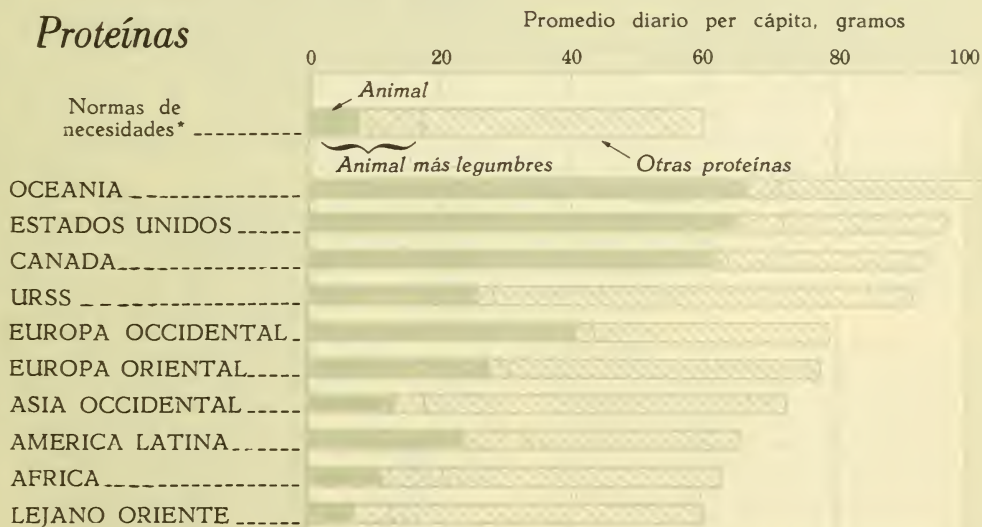 Proteínas
Promedio diario per cápita, gramos
0 20 40 60 80 100
Normas de
necesidades*
Animal
Animal más legumbres
Otras proteínas
OCEANIA
ESTADOS UNIDOS
CANADA
URSS
EUROPA OCCIDENTAL
EUROPA ORIENTAL
ASIA OCCIDENTAL
AMERICA LATINA
AFRICA
LEJANO ORIENTE